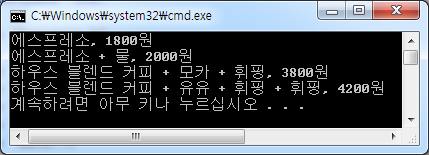 C:₩Windows₩system32₩cmd.exe
에스프레소, 1800원
에스프레소 + 물, 2000원
하우스 블렌드 커피 + 모카 + 휘핑, 3800원
하우스 블렌드 커피 + 유유 + 휘핑 + 휘핑, 4200원
계속하려면 아무 키나 누르십시오 . . .